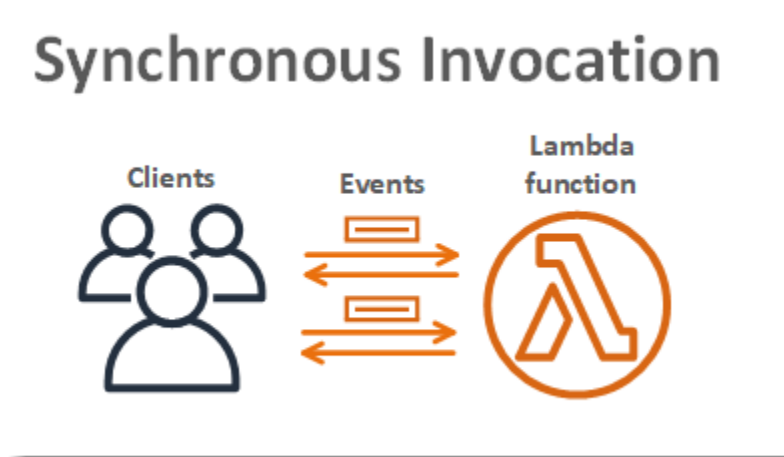 Synchronous Invocation
Clients
Events
Lambda
function